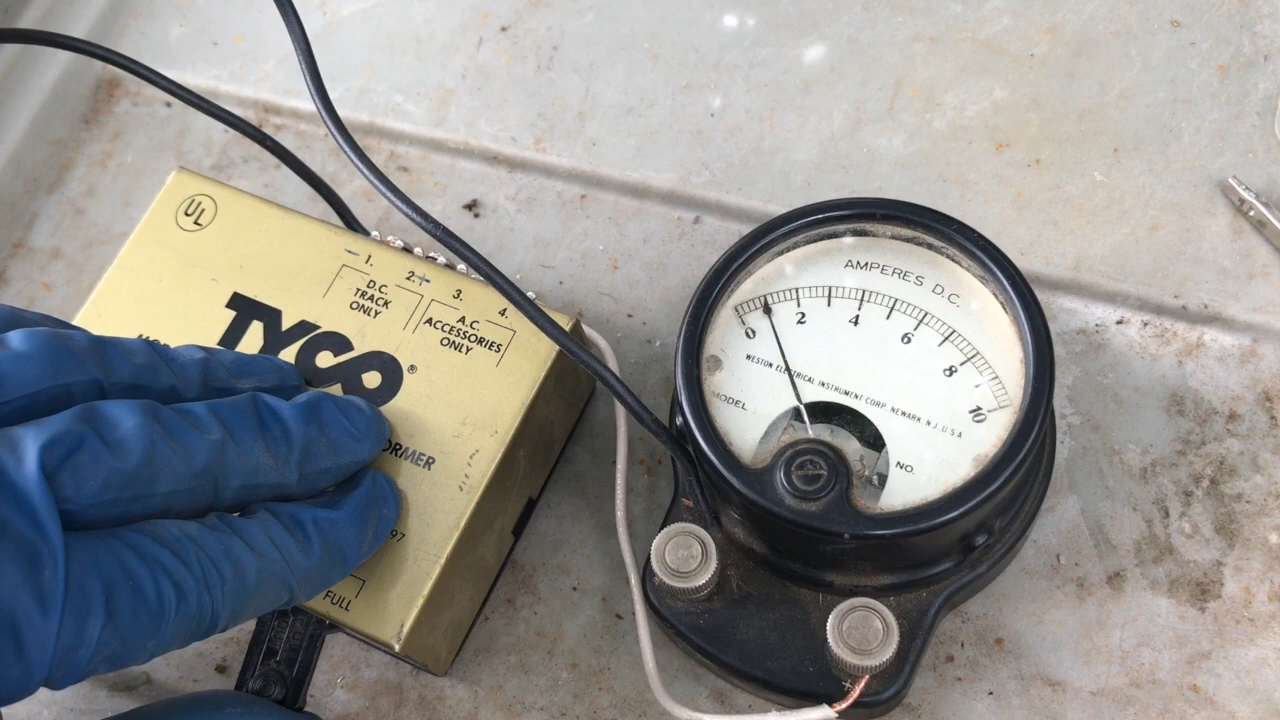 UL
- 1.
2. +
3.
4.
D.C.
TRACK
ONLY
A.C.
ACCESSORIES
ONLY
TYCO®
ORMER
97
FULL
AMPERES D.C.
0 2 4 6 8 10
WESTON ELECTRICAL INSTRUMENT CORP. NEWARK N.J. U S A
MODEL
NO.
+